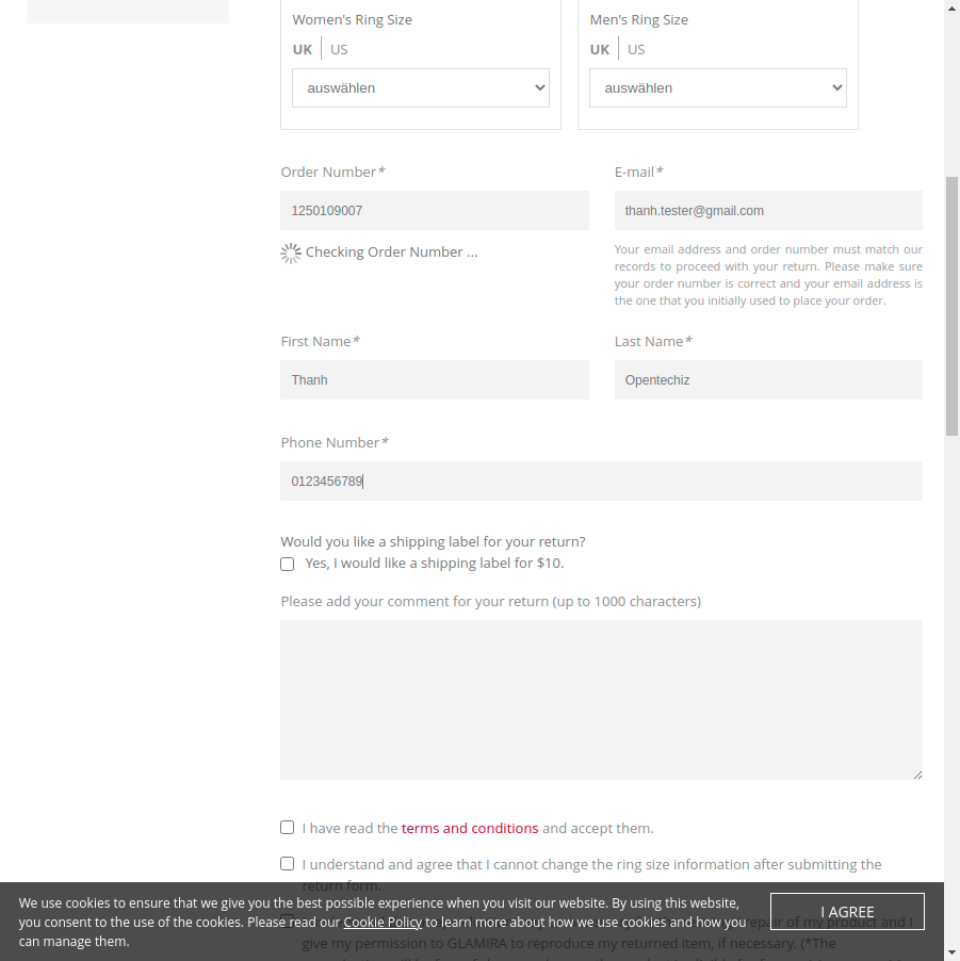 Women's Ring Size
Men's Ring Size
UK US
UK US
auswählen
auswählen
Order Number*
E-mail*
1250109007
thanh.tester@gmail.com
Checking Order Number ...
Your email address and order number must match our
records to proceed with your return. Please make sure
your order number is correct and your email address is
the one that you initially used to place your order.
First Name*
Last Name*
Thanh
Opentechiz
Phone Number*
0123456789
Would you like a shipping label for your return?
Yes, I would like a shipping label for $10.
Please add your comment for your return (up to 1000 characters)
I have read the terms and conditions and accept them.
I understand and agree that I cannot change the ring size information after submitting the
return form.
We use cookies to ensure that we give you the best possible experience when you visit our website. By using this website,
you consent to the use of the cookies. Please read our Cookie Policy to learn more about how we use cookies and how you
can manage them.
I AGREE
repair of my product and I
give my permission to GLAMIRA to reproduce my returned item, if necessary. (*The